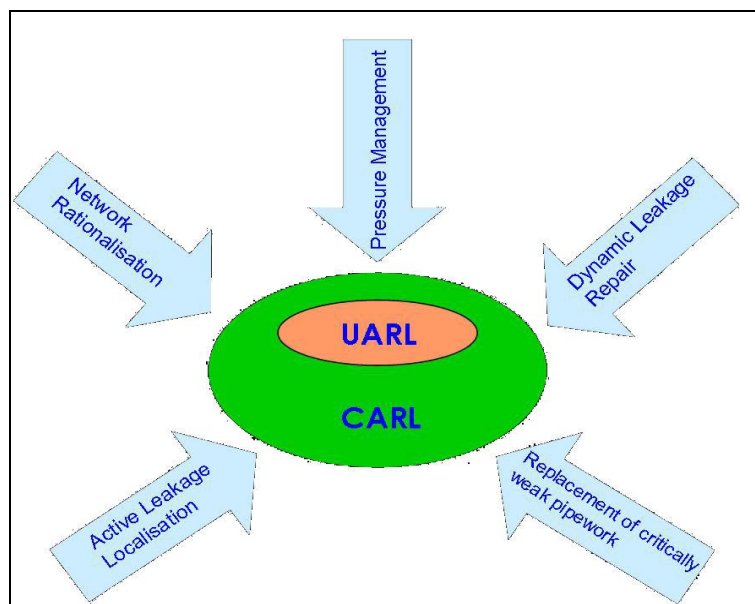 Pressure Management
Network
Rationalisation
Dynamic Leakage
Repair
UARL
CARL
Active Leakage
Localisation
Replacement of critically
weak pipework